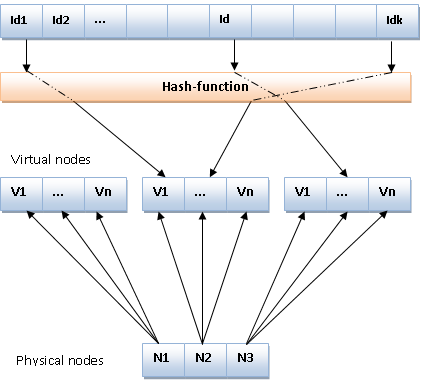 Id1 Id2 ... Id Idk
Hash-function
Virtual nodes
V1 ... Vn V1 ... Vn V1 ... Vn
N1 N2 N3
Physical nodes